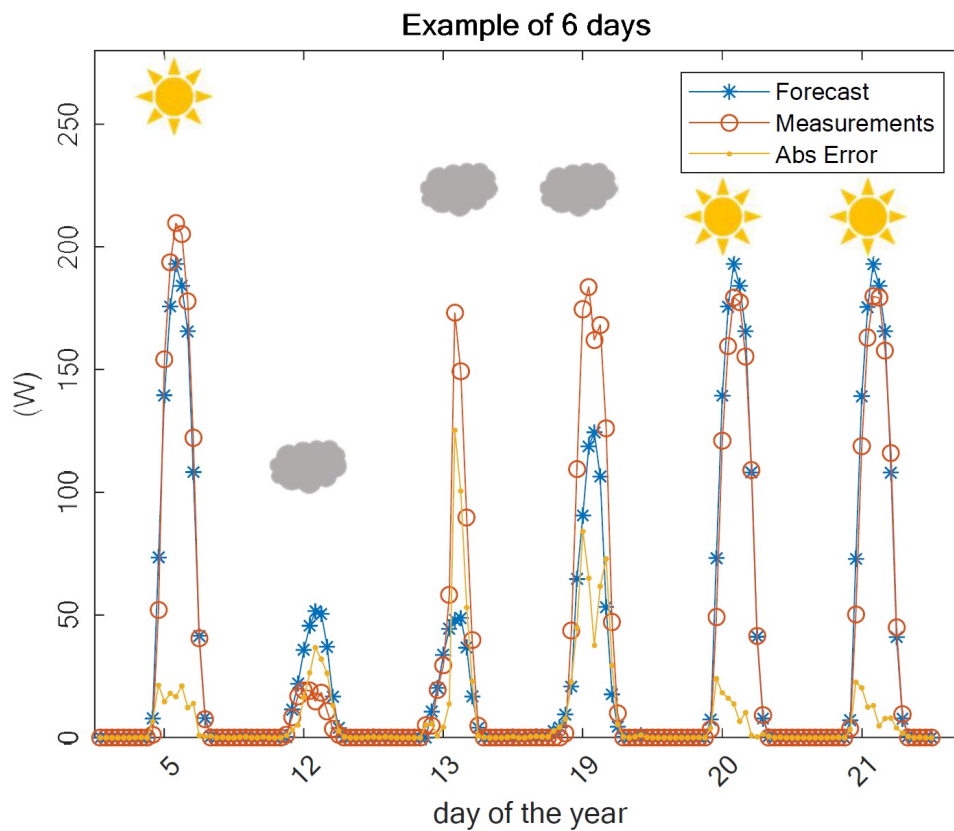 Example of 6 days
Forecast
Measurements
Abs Error
250
200
150
100
50
0
(W)
5 12 13 19 20 21
day of the year